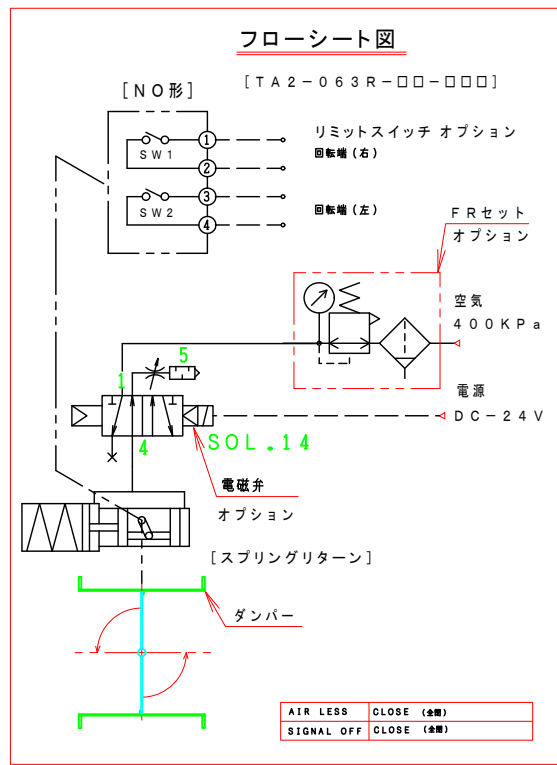 フローシート図
[TA2-063R-□□-□□□]
[NO形]
リミットスイッチ オプション
SW1
1
回転端(右)
2
SW2
3
回転端(左)
4
FRセット
オプション
空気
400KPa
電源
DC-24V
5
1
4
SOL.14
電磁弁
オプション
[スプリングリターン]
ダンパー
AIR LESS CLOSE (全閉)
SIGNAL OFF CLOSE (全閉)